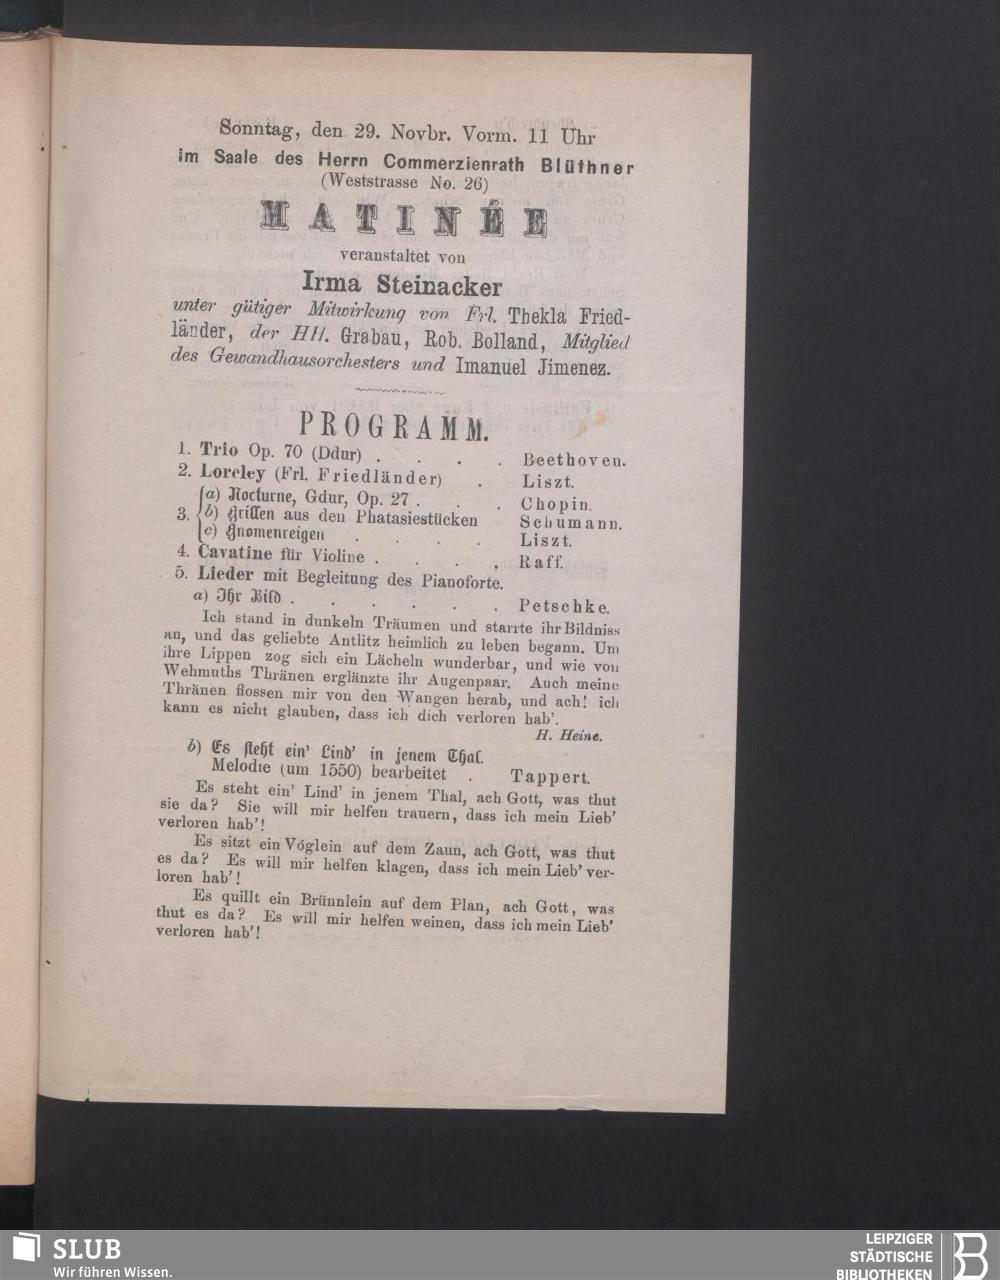 Sonntag, den 29. Novbr. Vorm. 11 Uhr
im Saale des Herrn Commerzienrath Blüthner
(Weststrasse No. 26)
MATINÉE
veranstaltet von
Irma Steinacker
unter gütiger Mitwirkung von Frl. Thekla Fried-
länder, der HH. Grabau, Rob. Bolland, Mitglied
des Gewandhausorchesters und Imanuel Jimenez.
PROGRAMM.
1. Trio Op. 70 (Ddur) . . . . Beethoven.
2. Loreley (Frl. Friedländer) . Liszt.
3. a) Nocturne, Gdur, Op. 27 . . Chopin.
b) Grillen aus den Phatasiestücken Schumann.
c) Gnomenreigen . . . . Liszt.
4. Cavatine für Violine . . . . Raff.
5. Lieder mit Begleitung des Pianoforte.
a) Ihr Bild . . . . . . Petschke.
Ich stand in dunkeln Träumen und starrte ihr Bildniss
an, und das geliebte Antlitz heimlich zu leben begann. Um
ihre Lippen zog sich ein Lächeln wunderbar, und wie von
Wehmuths Thränen erglänzte ihr Augenpaar. Auch meine
Thränen flossen mir von den Wangen herab, und ach! ich
kann es nicht glauben, dass ich dich verloren hab'.
H. Heine.
b) Es steht ein' Lind' in jenem Thal.
Melodie (um 1550) bearbeitet . Tappert.
Es steht ein' Lind' in jenem Thal, ach Gott, was thut
sie da? Sie will mir helfen trauern, dass ich mein Lieb'
verloren hab'!
Es sitzt ein Vöglein auf dem Zaun, ach Gott, was thut
es da? Es will mir helfen klagen, dass ich mein Lieb' ver-
loren hab'!
Es quillt ein Brünnlein auf dem Plan, ach Gott, was
thut es da? Es will mir helfen weinen, dass ich mein Lieb'
verloren hab'!
SLUB
Wir führen Wissen.
LEIPZIGER
STÄDTISCHE
BIBLIOTHEKEN